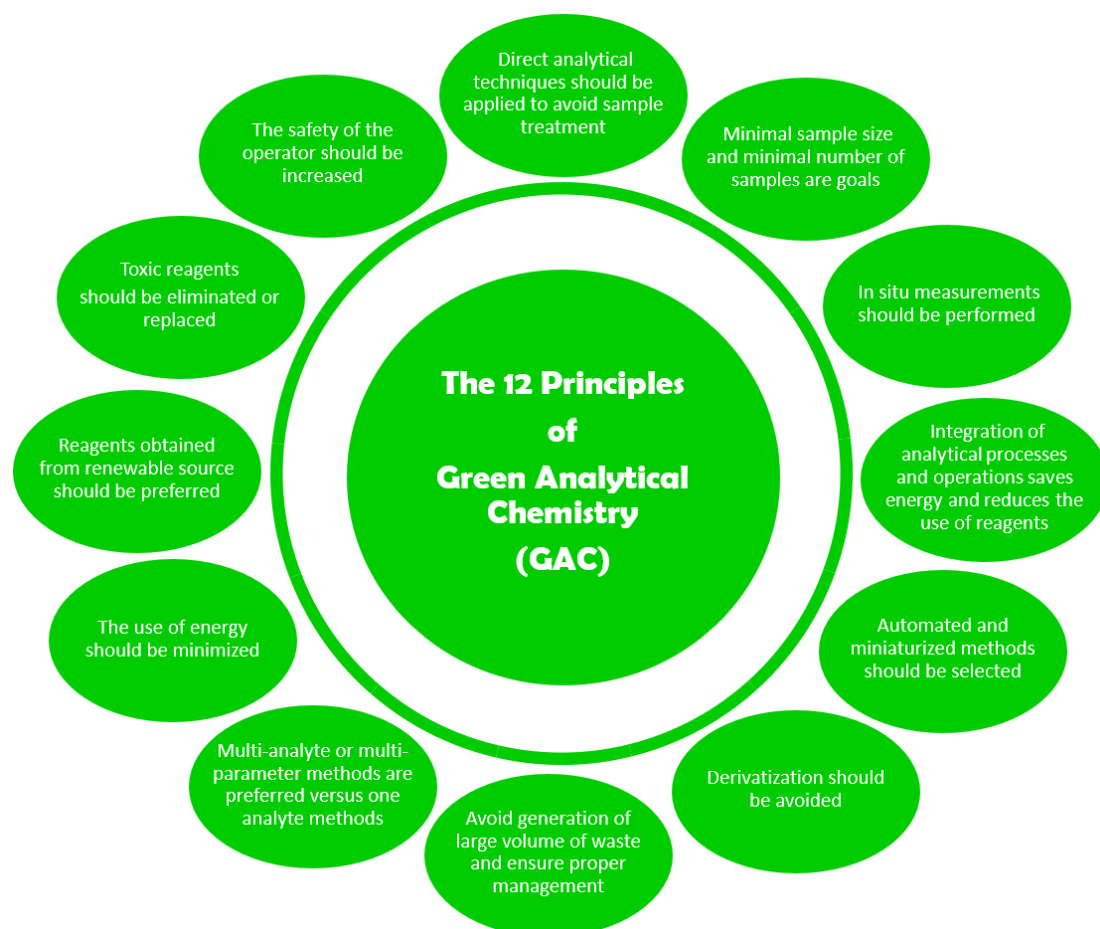 The 12 Principles
of
Green Analytical
Chemistry
(GAC)
Direct analytical
techniques should be
applied to avoid sample
treatment
Minimal sample size
and minimal number of
samples are goals
In situ measurements
should be performed
Integration of
analytical processes
and operations saves
energy and reduces the
use of reagents
Automated and
miniaturized methods
should be selected
Derivatization should
be avoided
Avoid generation of
large volume of waste
and ensure proper
management
Multi-analyte or multi-
parameter methods are
preferred versus one
analyte methods
The use of energy
should be minimized
Reagents obtained
from renewable source
should be preferred
Toxic reagents
should be eliminated or
replaced
The safety of the
operator should be
increased